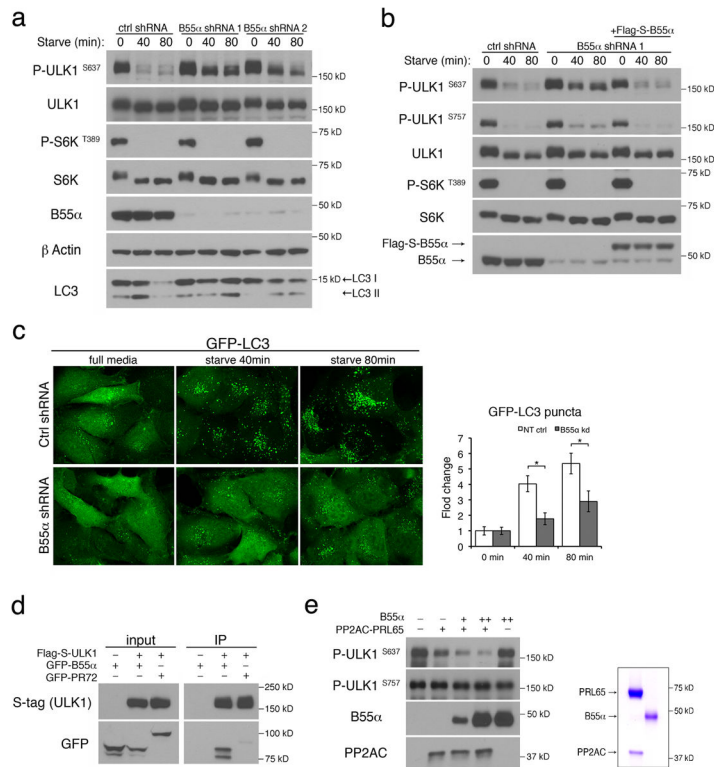 a
ctrl shRNA B55α shRNA 1 B55α shRNA 2
Starve (min): 0 40 80 0 40 80 0 40 80
P-ULK1 S637
150 kD
ULK1
150 kD
75 kD
P-S6K T389
75 kD
S6K
50 kD
B55α
50 kD
β Actin
LC3
15 kD ←LC3 I
←LC3 II
b
+Flag-S-B55α
ctrl shRNA B55α shRNA 1
Starve (min): 0 40 80 0 40 80 0 40 80
P-ULK1 S637
150 kD
P-ULK1 S757
150 kD
ULK1
150 kD
75 kD
P-S6K T389
75 kD
S6K
Flag-S-B55α →
50 kD
B55α →
c
GFP-LC3
full media starve 40min starve 80min
Ctrl shRNA
B55α shRNA
GFP-LC3 puncta
NT ctrl B55α kd
Flod change
7
6
5
4
3
2
1
0 min 40 min 80 min
* *
d
input IP
Flag-S-ULK1 – + + – + +
GFP-B55α + + – + + –
GFP-PR72 – – + – – +
250 kD
S-tag (ULK1)
150 kD
100 kD
GFP
75 kD
e
B55α – – + ++ ++
PP2AC-PRL65 – + + + –
P-ULK1 S637
150 kD
P-ULK1 S757
150 kD
B55α
50 kD
PP2AC
37 kD
PRL65 →
75 kD
B55α →
50 kD
PP2AC →
37 kD